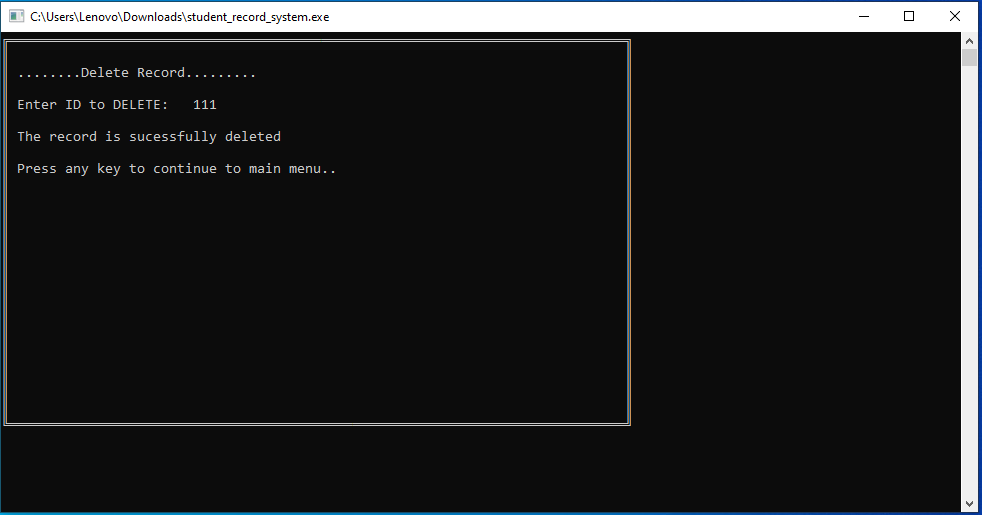 C:\Users\Lenovo\Downloads\student_record_system.exe
........Delete Record.........
Enter ID to DELETE:   111
The record is sucessfully deleted
Press any key to continue to main menu..